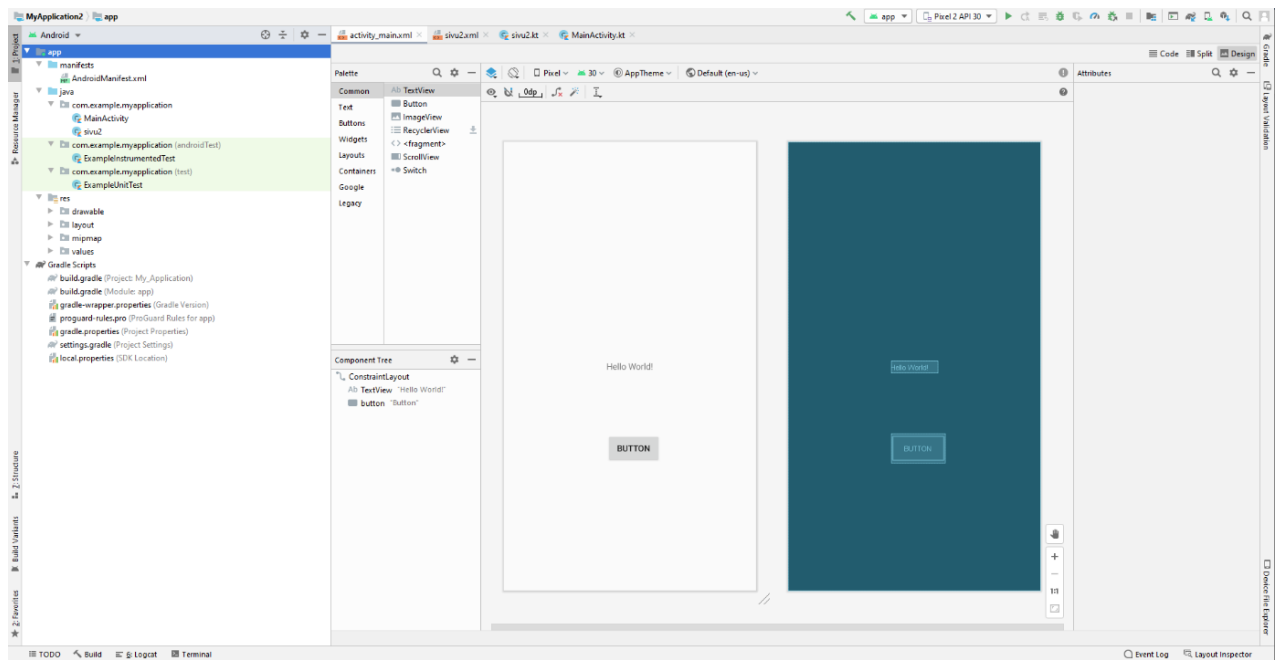 MyApplication2 app
app Pixel 2 API 30
Android
activity_main.xml sivu2.xml sivu2.kt MainActivity.kt
1: Project
Resource Manager
2: Structure
Build Variants
2: Favorites
app
manifests
AndroidManifest.xml
java
com.example.myapplication
MainActivity
sivu2
com.example.myapplication (androidTest)
ExampleInstrumentedTest
com.example.myapplication (test)
ExampleUnitTest
res
drawable
layout
mipmap
values
Gradle Scripts
build.gradle (Project: My_Application)
build.gradle (Module: app)
gradle-wrapper.properties (Gradle Version)
proguard-rules.pro (ProGuard Rules for app)
gradle.properties (Project Properties)
settings.gradle (Project Settings)
local.properties (SDK Location)
Code Split Design
Palette
Common
Text
Buttons
Widgets
Layouts
Containers
Google
Legacy
Ab TextView
Button
ImageView
RecyclerView
<> <fragment>
ScrollView
Switch
Component Tree
ConstraintLayout
Ab TextView "Hello World!"
button "Button"
Pixel 30 AppTheme Default (en-us)
0dp
Hello World!
BUTTON
Hello World!
BUTTON
1:1
Attributes
Gradle
Layout Validation
Device File Explorer
TODO Build 6: Logcat Terminal
Event Log Layout Inspector